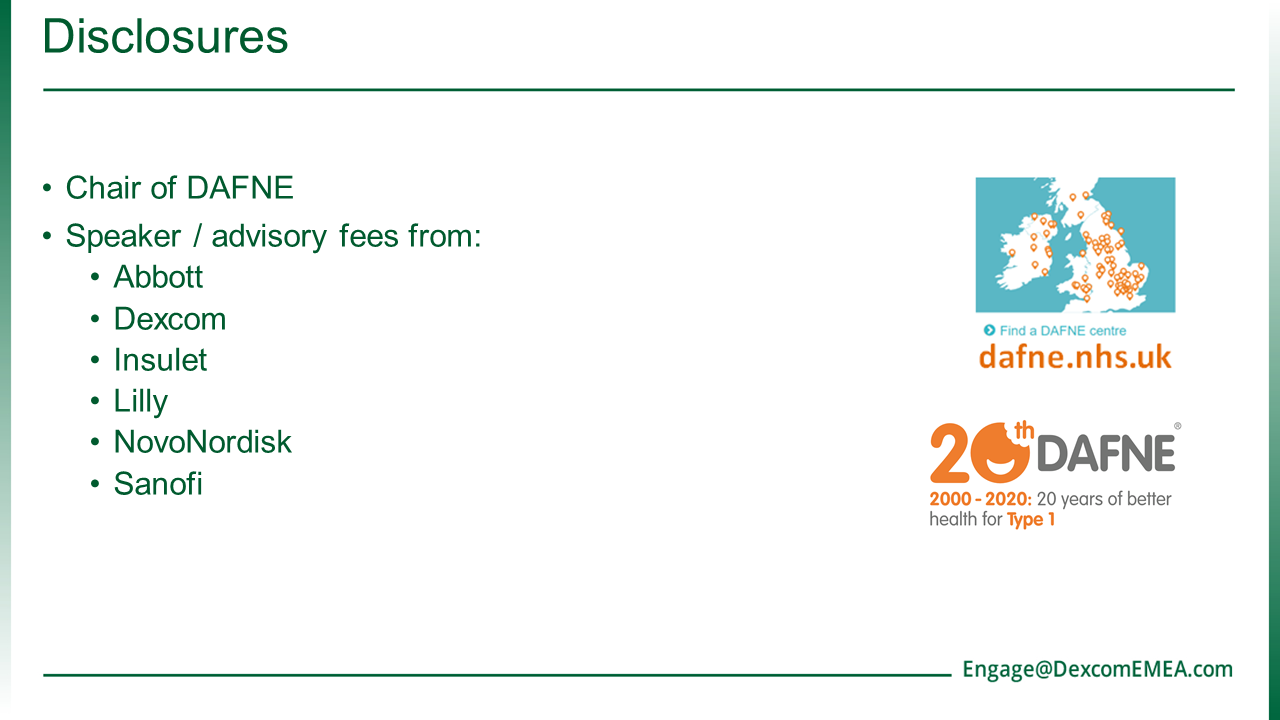 Disclosures
• Chair of DAFNE
• Speaker / advisory fees from:
• Abbott
• Dexcom
• Insulet
• Lilly
• NovoNordisk
• Sanofi
Find a DAFNE centre
dafne.nhs.uk
20th DAFNE®
2000 - 2020: 20 years of better
health for Type 1
Engage@DexcomEMEA.com